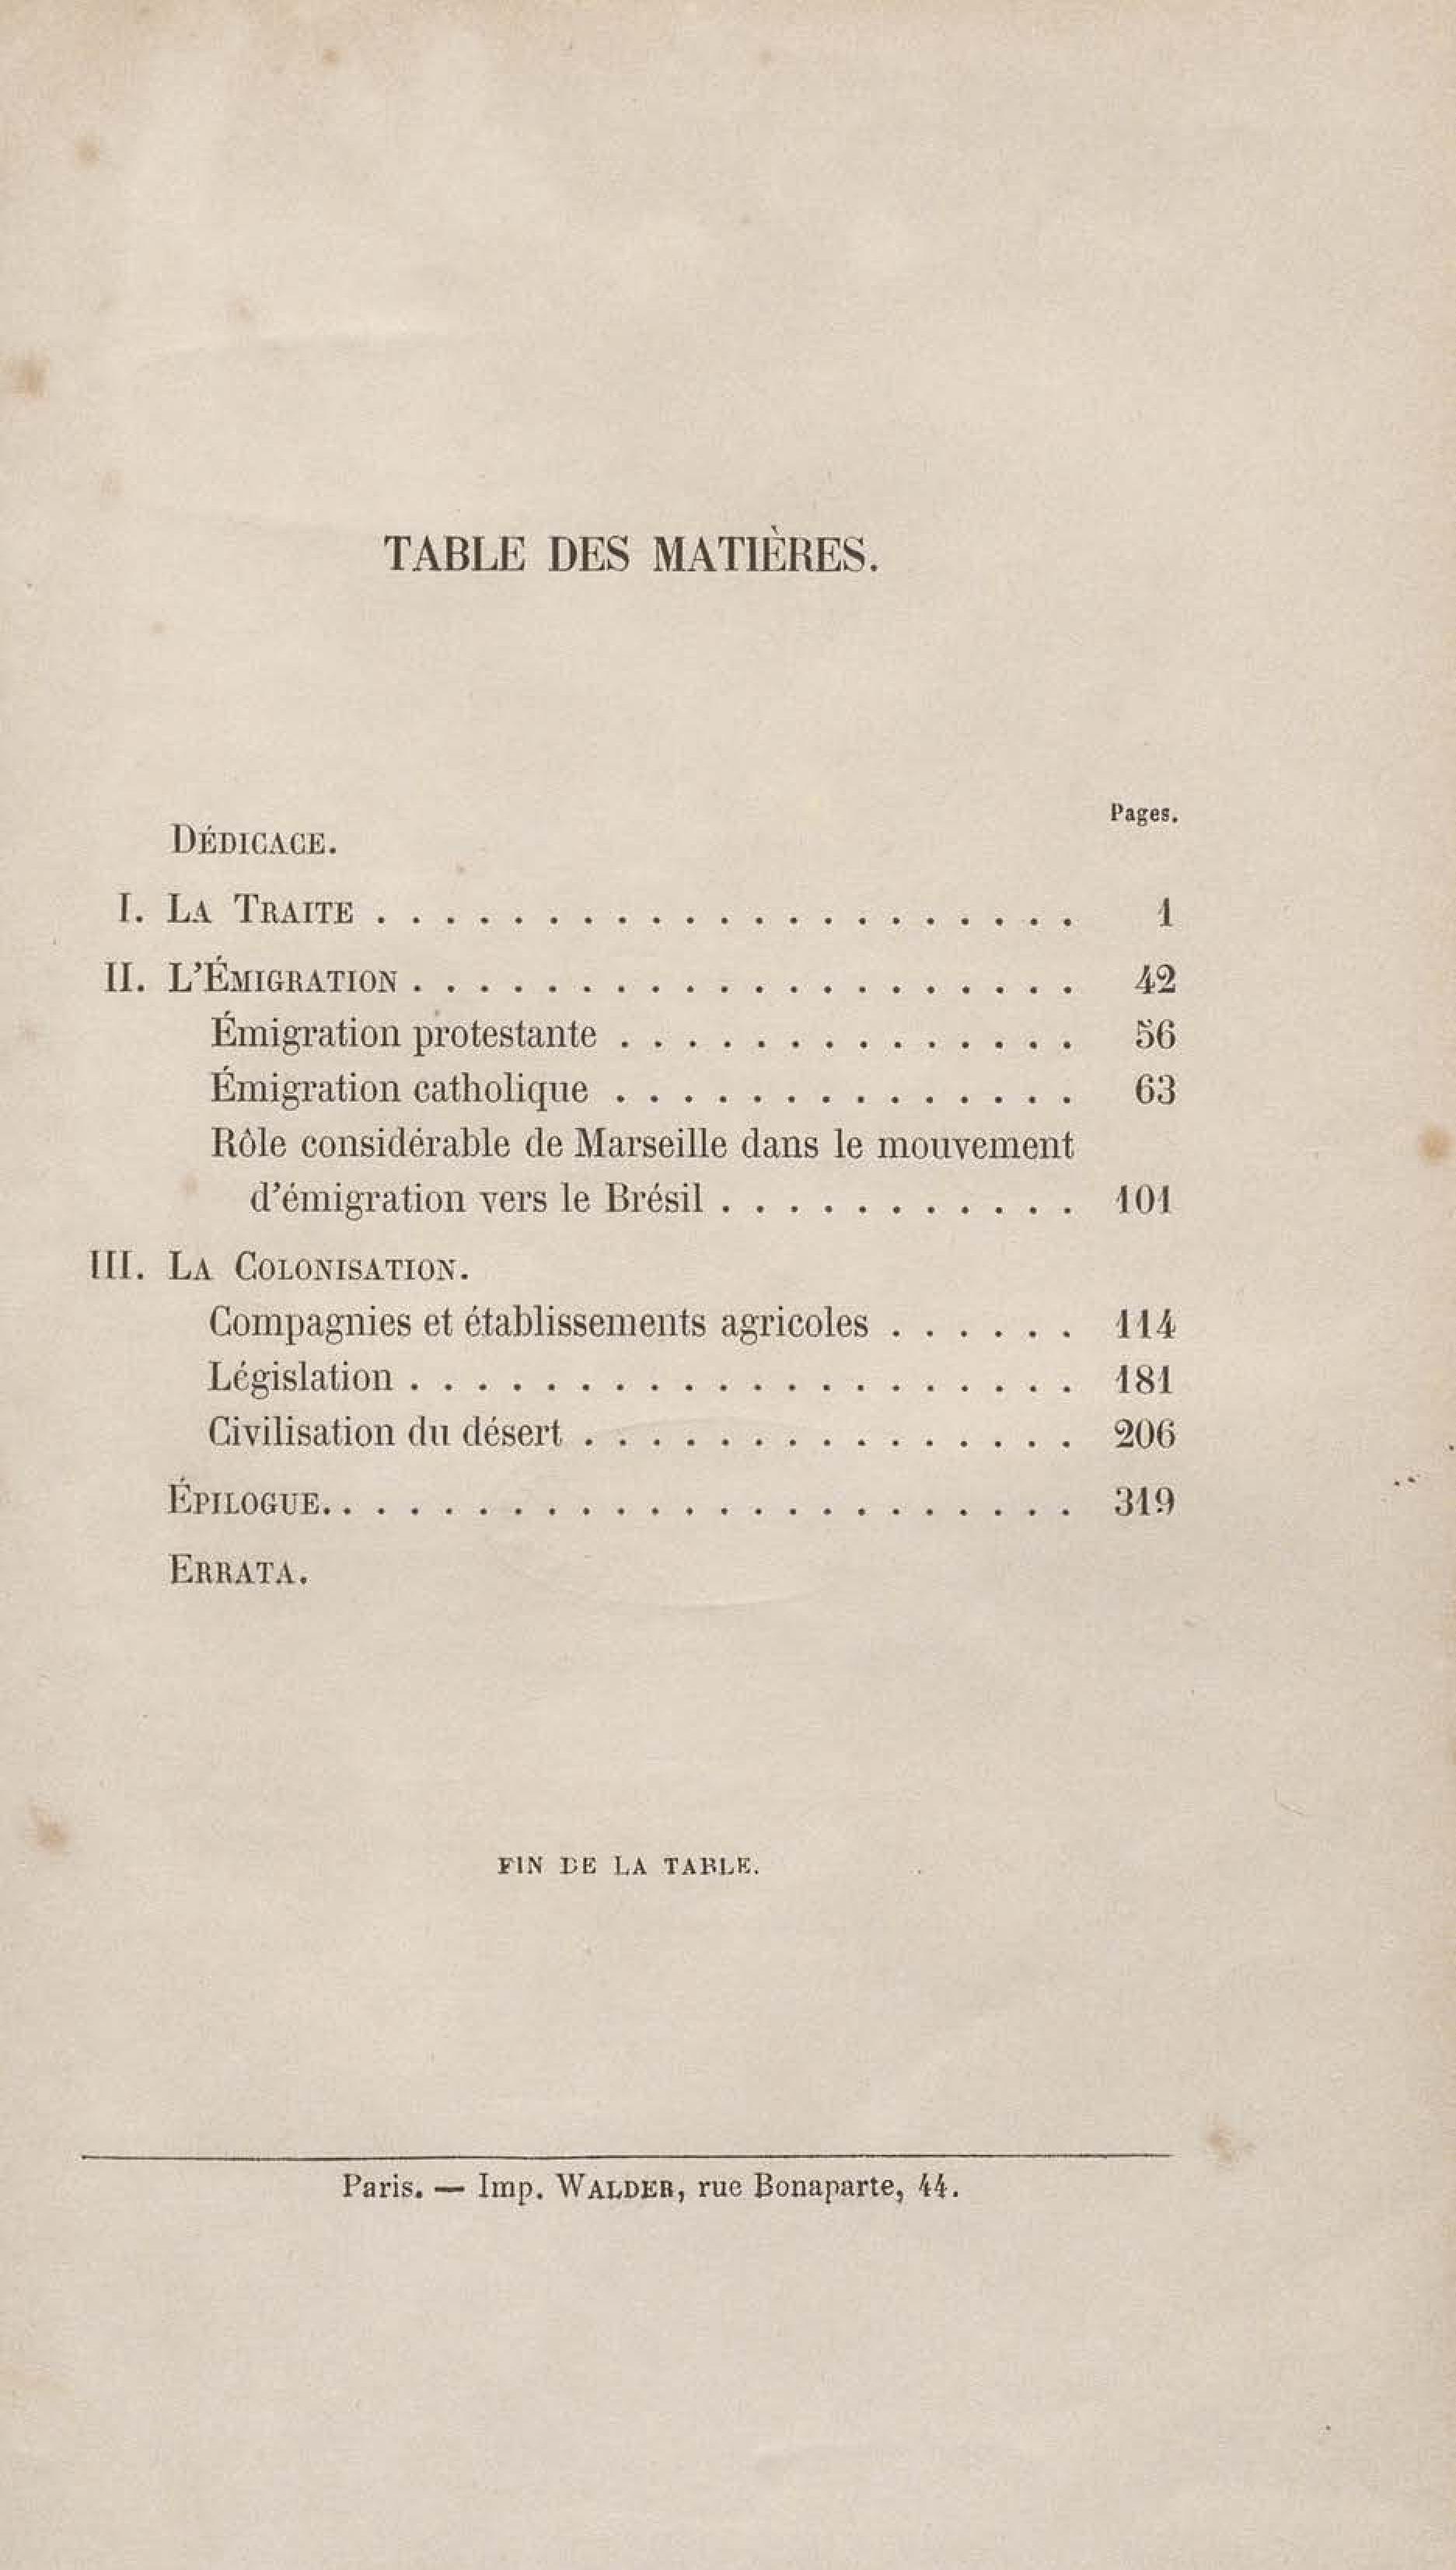 TABLE DES MATIÈRES.
Pages.
DÉDICACE.
I. LA TRAITE . . . . . . . . . . . . . . . . . . . . . 1
II. L'ÉMIGRATION . . . . . . . . . . . . . . . . . . . . 42
Émigration protestante . . . . . . . . . . . . . . 56
Émigration catholique . . . . . . . . . . . . . . 63
Rôle considérable de Marseille dans le mouvement
d'émigration vers le Brésil . . . . . . . . . . . 101
III. LA COLONISATION.
Compagnies et établissements agricoles . . . . . . 114
Législation . . . . . . . . . . . . . . . . . . . . 181
Civilisation du désert . . . . . . . . . . . . . . . 206
ÉPILOGUE. . . . . . . . . . . . . . . . . . . . . . . 319
ERRATA.
FIN DE LA TABLE.
Paris. — Imp. WALDER, rue Bonaparte, 44.